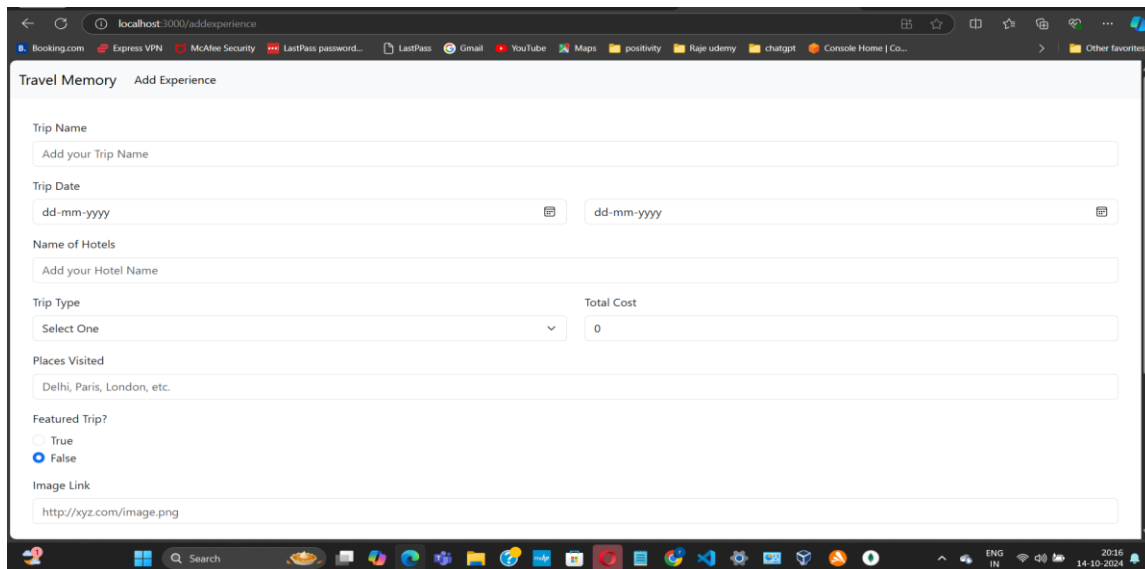 localhost:3000/addexperience
B. Booking.com Express VPN McAfee Security LastPass password... LastPass Gmail YouTube Maps positivity Raje udemy chatgpt Console Home | Co... Other favorites
Travel Memory Add Experience
Trip Name
Add your Trip Name
Trip Date
dd-mm-yyyy dd-mm-yyyy
Name of Hotels
Add your Hotel Name
Trip Type Total Cost
Select One 0
Places Visited
Delhi, Paris, London, etc.
Featured Trip?
True
False
Image Link
http://xyz.com/image.png
1 Search ENG 20:16
IN 14-10-2024